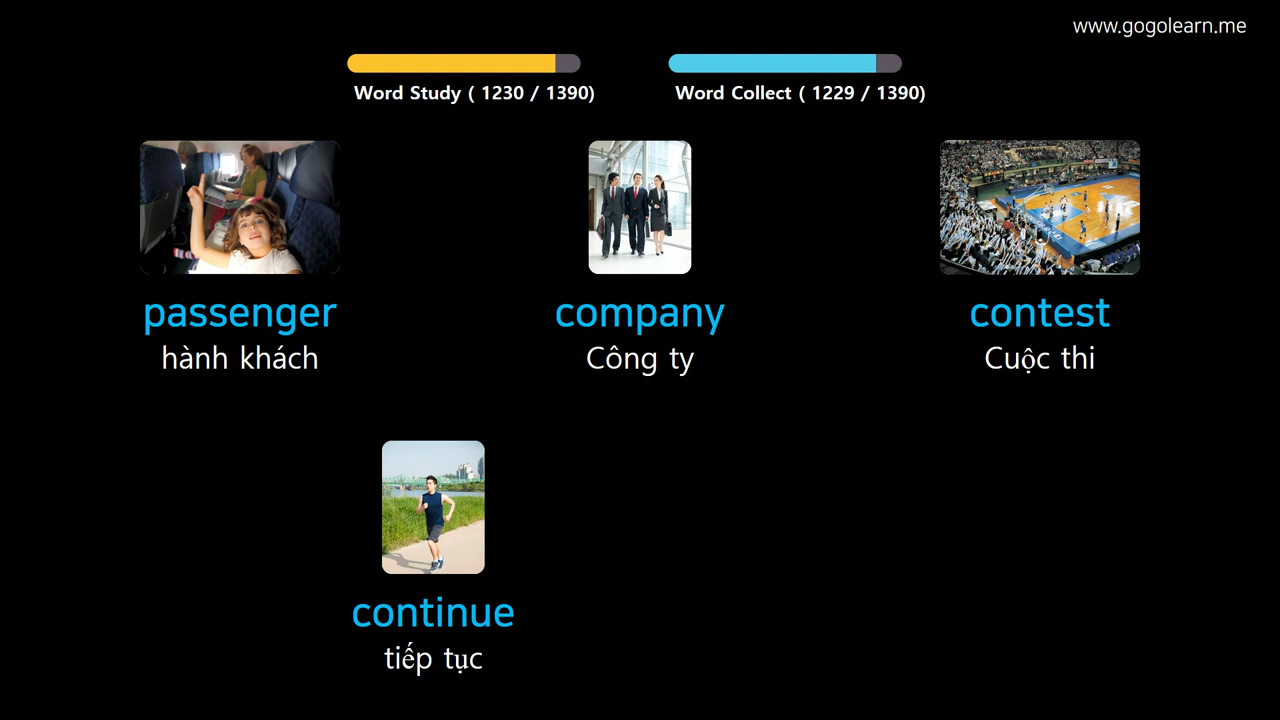 www.gogolearn.me
Word Study ( 1230 / 1390)
Word Collect ( 1229 / 1390)
passenger
hành khách
company
Công ty
contest
Cuộc thi
continue
tiếp tục